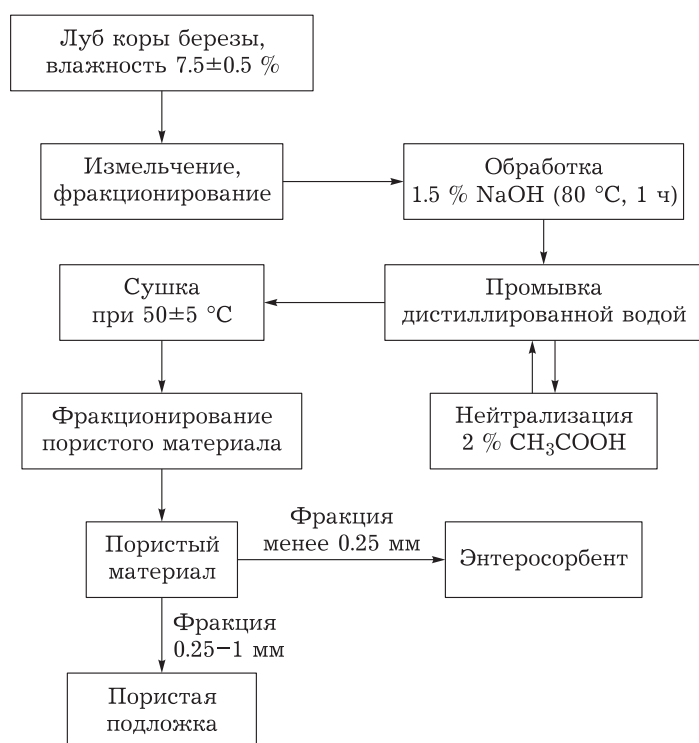 Луб коры березы,
влажность 7.5±0.5 %
Измельчение,
фракционирование
Обработка
1.5 % NaOH (80 °C, 1 ч)
Промывка
дистиллированной водой
Нейтрализация
2 % CH₃COOH
Сушка
при 50±5 °C
Фракционирование
пористого материала
Пористый
материал
Фракция
менее 0.25 мм
Энтеросорбент
Фракция
0.25−1 мм
Пористая
подложка